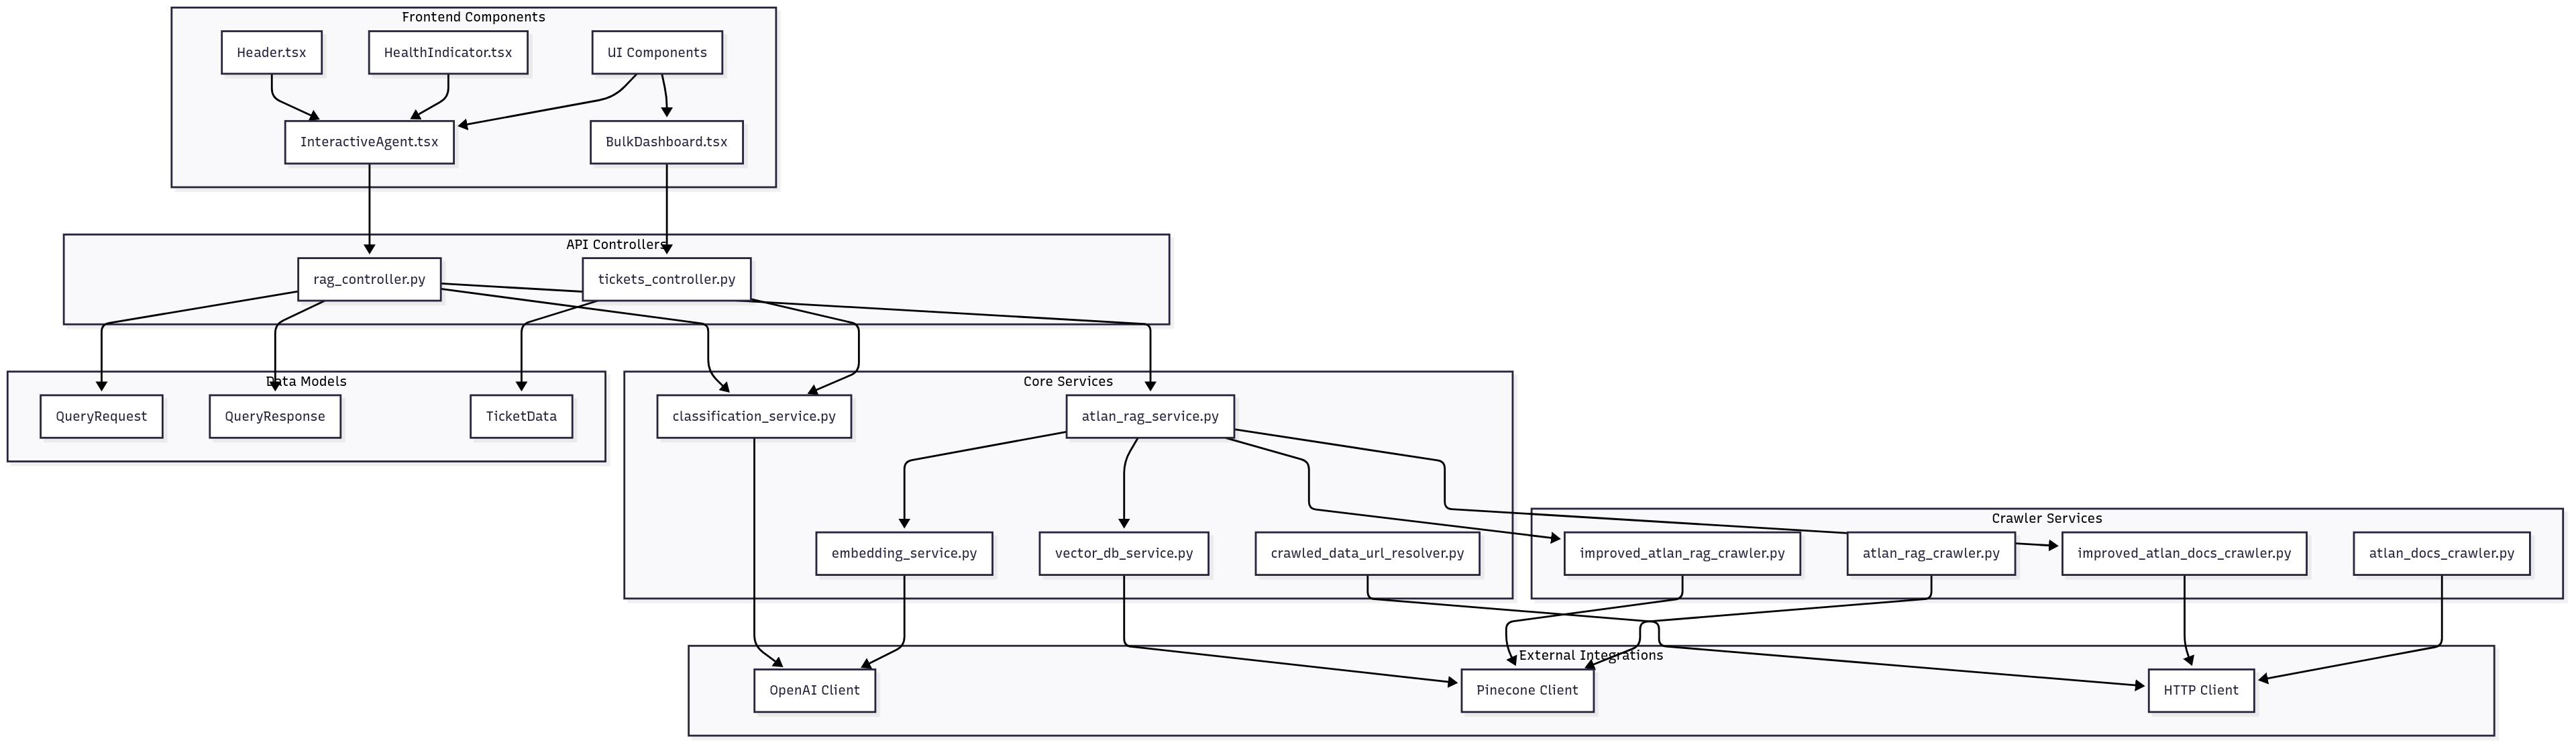 Frontend Components
Header.tsx
HealthIndicator.tsx
UI Components
InteractiveAgent.tsx
BulkDashboard.tsx
API Controllers
rag_controller.py
tickets_controller.py
Data Models
QueryRequest
QueryResponse
TicketData
Core Services
classification_service.py
atlan_rag_service.py
embedding_service.py
vector_db_service.py
crawled_data_url_resolver.py
Crawler Services
improved_atlan_rag_crawler.py
atlan_rag_crawler.py
improved_atlan_docs_crawler.py
atlan_docs_crawler.py
External Integrations
OpenAI Client
Pinecone Client
HTTP Client